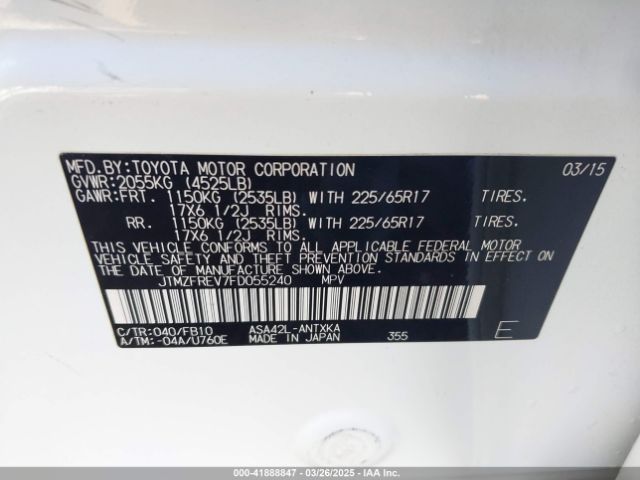 MFD.BY:TOYOTA MOTOR CORPORATION 03/15
GVWR:2055KG (4525LB)
GAWR:FRT. 1150KG (2535LB) WITH 225/65R17 TIRES.
17X6 1/2J RIMS.
RR. 1150KG (2535LB) WITH 225/65R17 TIRES.
17X6 1/2J RIMS.
THIS VEHICLE CONFORMS TO ALL APPLICABLE FEDERAL MOTOR
VEHICLE SAFETY AND THEFT PREVENTION STANDARDS IN EFFECT ON
THE DATE OF MANUFACTURE SHOWN ABOVE.
JTMZFREV7FD055240 MPV
C/TR:040/FB10 ASA42L-ANTXKA
A/TM:-04A/U760E MADE IN JAPAN 355 E
000-41888847 / 03/26/2025 - IAA Inc.